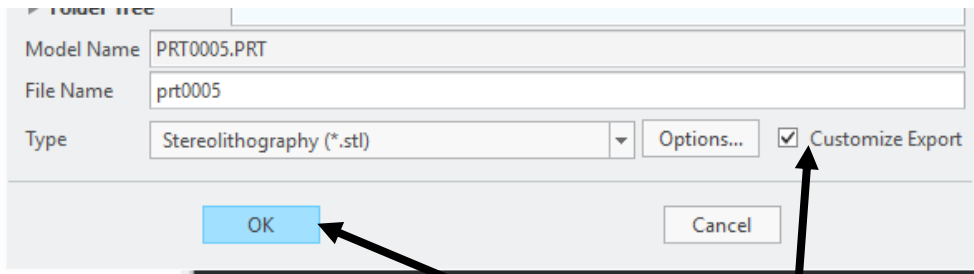 Folder Tree
Model Name PRT0005.PRT
File Name prt0005
Type Stereolithography (*.stl) Options... Customize Export
OK Cancel